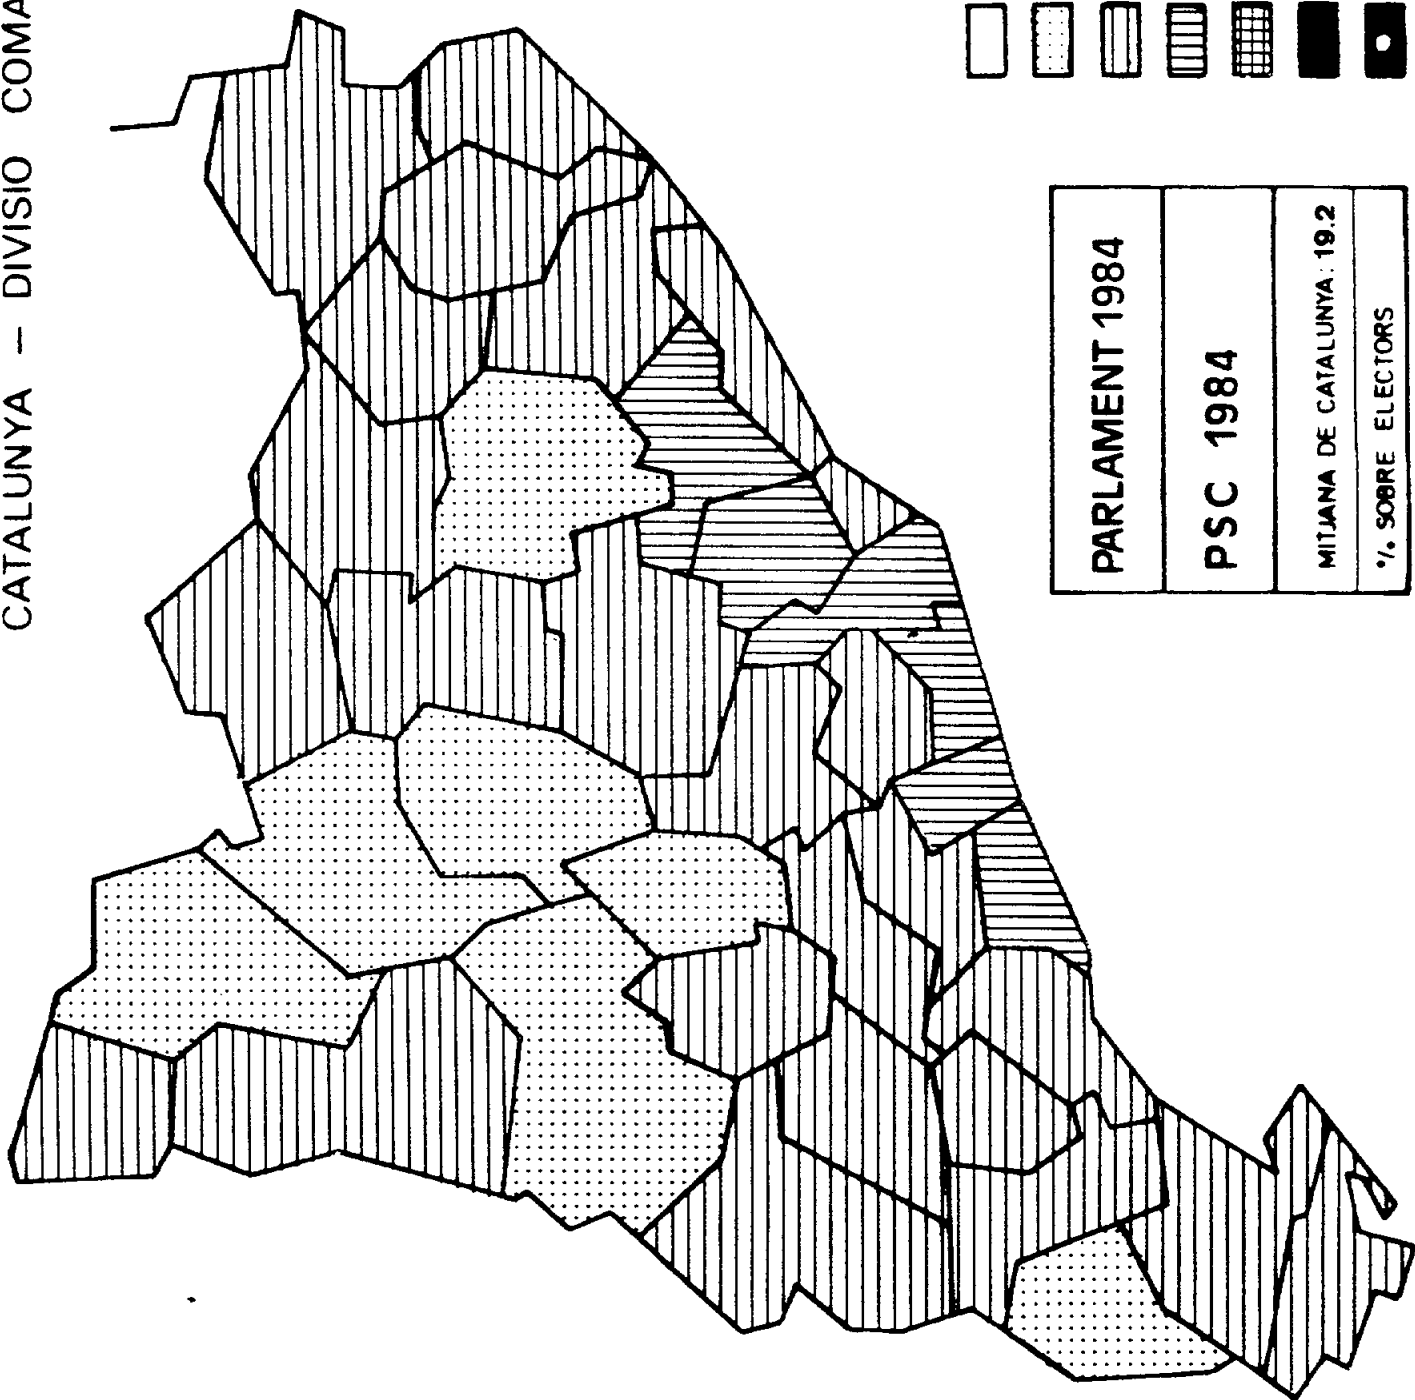 CATALUNYA – DIVISIO COMA
PARLAMENT 1984
PSC 1984
MITJANA DE CATALUNYA: 19.2
%. SOBRE ELECTORS